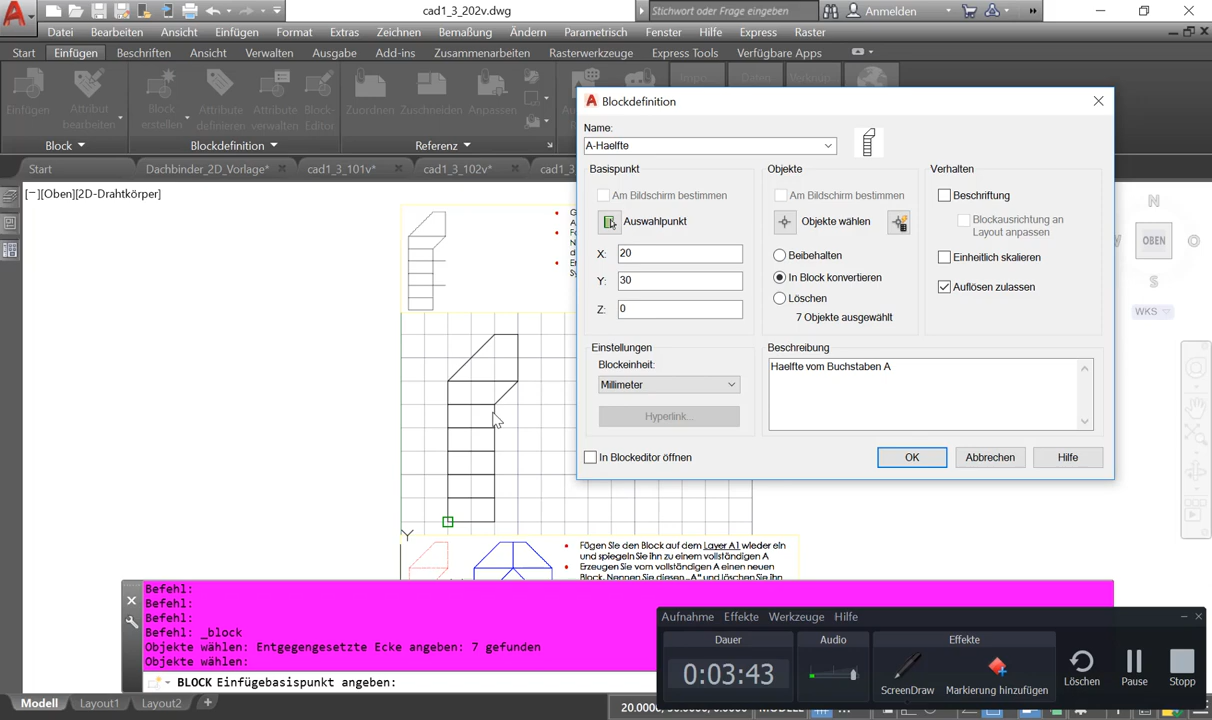 cad1_3_202v.dwg
Stichwort oder Frage eingeben
Anmelden
Datei Bearbeiten Ansicht Einfügen Format Extras Zeichnen Bemaßung Ändern Parametrisch Fenster Hilfe Express Raster
Start Einfügen Beschriften Ansicht Verwalten Ausgabe Add-ins Zusammenarbeiten Rasterwerkzeuge Express Tools Verfügbare Apps
Einfügen
Attribut
bearbeiten
Block
erstellen
Attribute
definieren
Attribute
verwalten
Block-
Editor
Zuordnen Zuschneiden Anpassen
Block Blockdefinition Referenz
Start Dachbinder_2D_Vorlage* cad1_3_101v* cad1_3_102v*
[−][Oben][2D-Drahtkörper]
Blockdefinition
Name:
A-Haelfte
Basispunkt
Am Bildschirm bestimmen
Auswahlpunkt
X: 20
Y: 30
Z: 0
Objekte
Am Bildschirm bestimmen
Objekte wählen
Beibehalten
In Block konvertieren
Löschen
7 Objekte ausgewählt
Verhalten
Beschriftung
Blockausrichtung an
Layout anpassen
Einheitlich skalieren
Auflösen zulassen
Einstellungen
Blockeinheit:
Millimeter
Hyperlink...
Beschreibung
Haelfte vom Buchstaben A
In Blockeditor öffnen
OK Abbrechen Hilfe
N
OBEN
O
S
WKS
Y
Fügen Sie den Block auf dem Layer A1 wieder ein
und spiegeln Sie ihn zu einem vollständigen A
Erzeugen Sie vom vollständigen A einen neuen
Block. Nennen Sie diesen „A" und löschen Sie ihn
Befehl:
Befehl:
Befehl:
Befehl: _block
Objekte wählen: Entgegengesetzte Ecke angeben: 7 gefunden
Objekte wählen:
BLOCK Einfügebasispunkt angeben:
Aufnahme Effekte Werkzeuge Hilfe
Dauer
0:03:43
Audio
Effekte
ScreenDraw
Markierung hinzufügen
Löschen
Pause
Stopp
Modell Layout1 Layout2